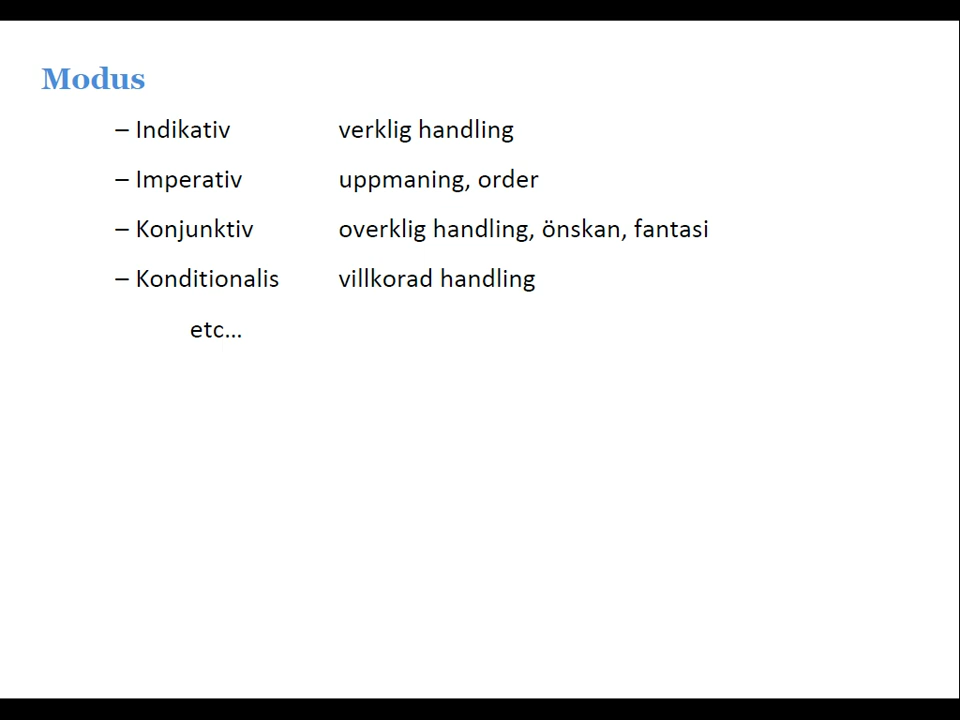 Modus
– Indikativ verklig handling
– Imperativ uppmaning, order
– Konjunktiv overklig handling, önskan, fantasi
– Konditionalis villkorad handling
etc…